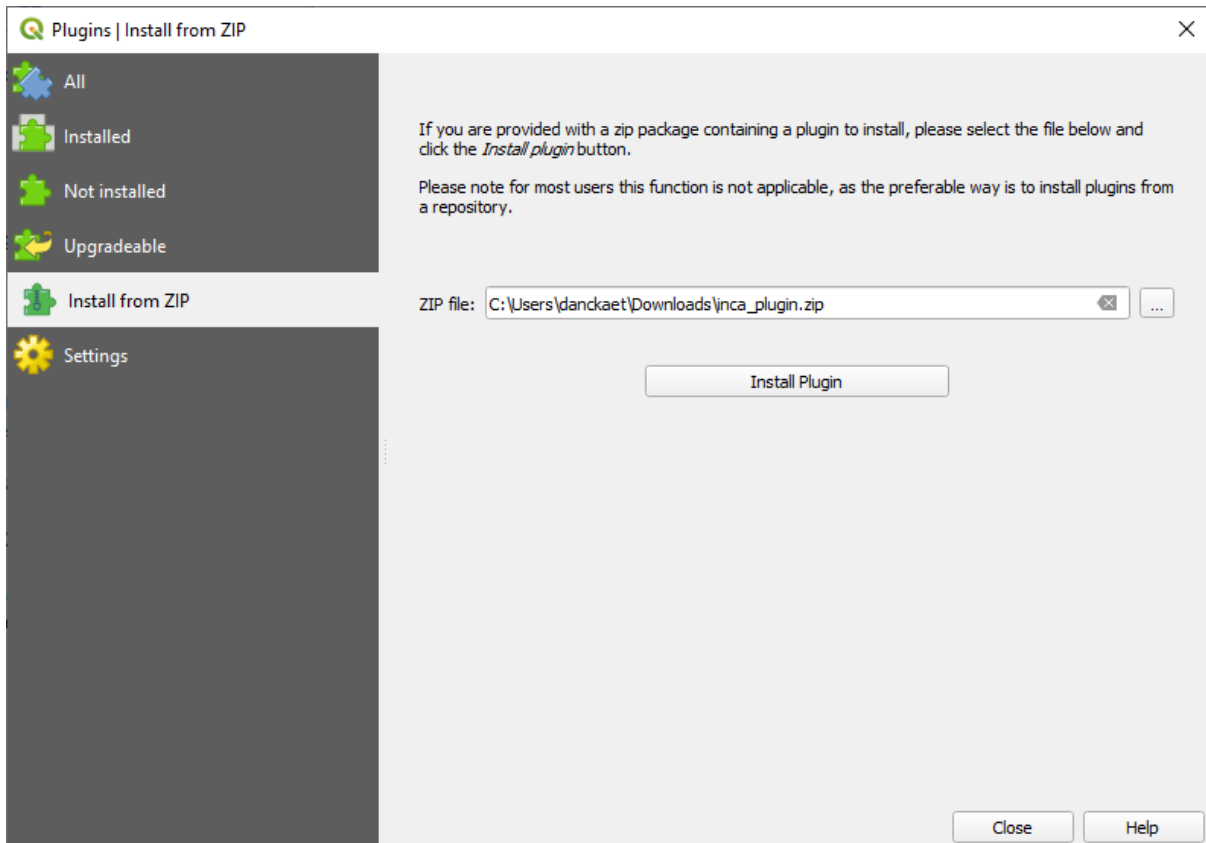 Plugins | Install from ZIP
All
Installed
Not installed
Upgradeable
Install from ZIP
Settings
If you are provided with a zip package containing a plugin to install, please select the file below and
click the Install plugin button.
Please note for most users this function is not applicable, as the preferable way is to install plugins from
a repository.
ZIP file: C:\Users\danckaet\Downloads\inca_plugin.zip ...
Install Plugin
Close Help